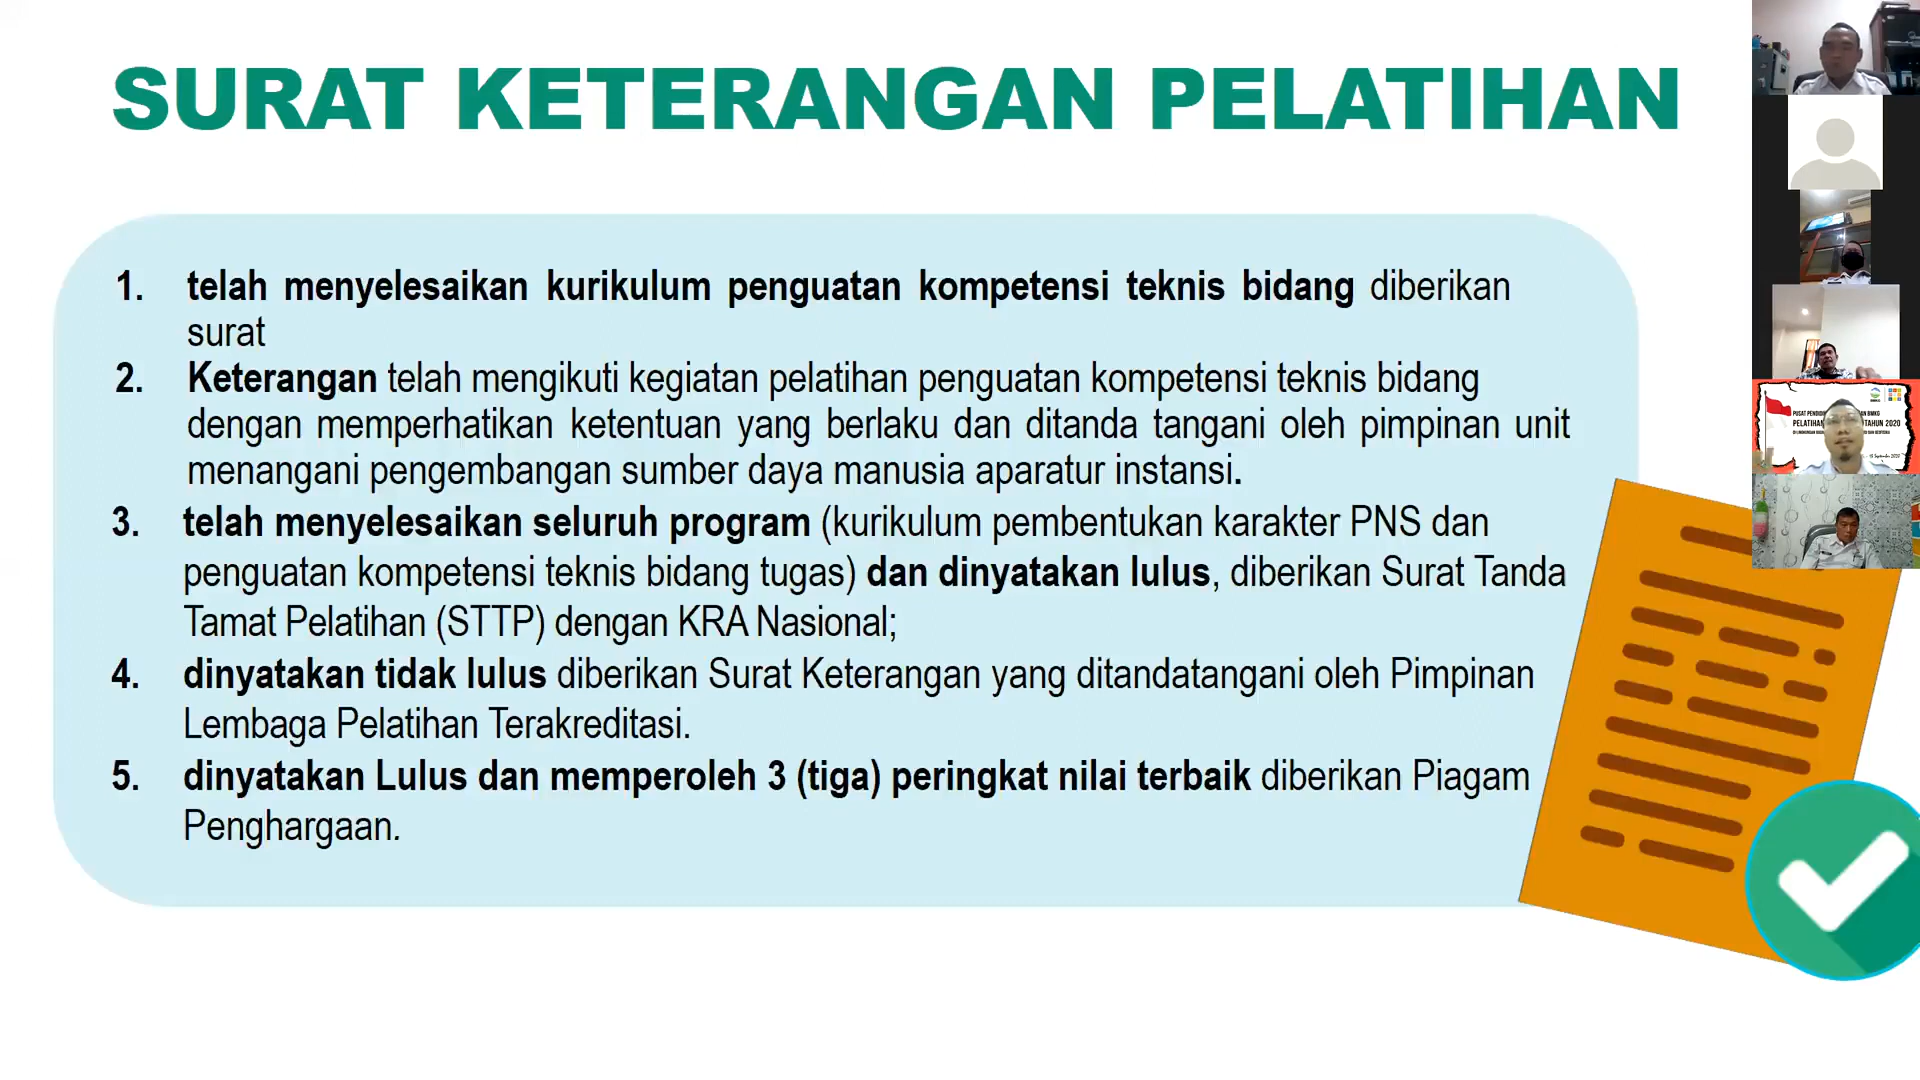 SURAT KETERANGAN PELATIHAN
1. telah menyelesaikan kurikulum penguatan kompetensi teknis bidang diberikan
surat
2. Keterangan telah mengikuti kegiatan pelatihan penguatan kompetensi teknis bidang
dengan memperhatikan ketentuan yang berlaku dan ditanda tangani oleh pimpinan unit
menangani pengembangan sumber daya manusia aparatur instansi.
3. telah menyelesaikan seluruh program (kurikulum pembentukan karakter PNS dan
penguatan kompetensi teknis bidang tugas) dan dinyatakan lulus, diberikan Surat Tanda
Tamat Pelatihan (STTP) dengan KRA Nasional;
4. dinyatakan tidak lulus diberikan Surat Keterangan yang ditandatangani oleh Pimpinan
Lembaga Pelatihan Terakreditasi.
5. dinyatakan Lulus dan memperoleh 3 (tiga) peringkat nilai terbaik diberikan Piagam
Penghargaan.
PUSAT BMKG
PELATIHAN TAHUN 2020